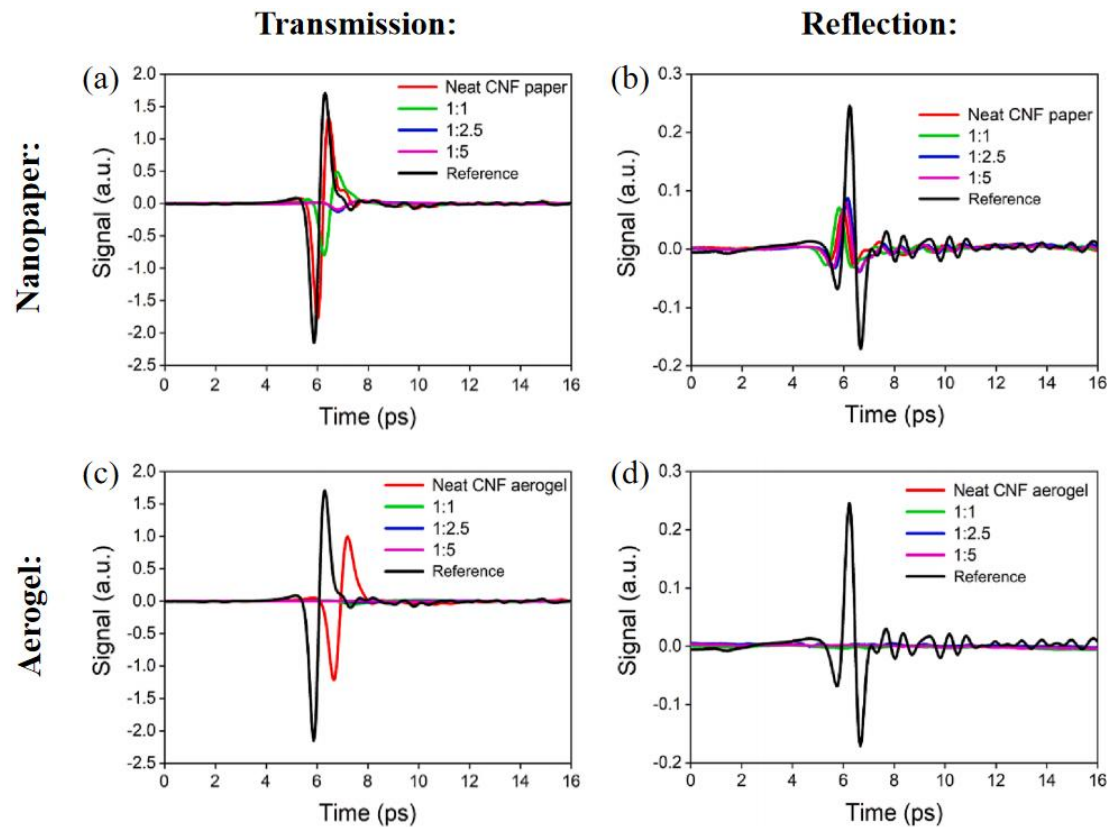 Transmission:
Reflection:
Nanopaper:
(a)
2.0
1.5
1.0
0.5
0.0
-0.5
-1.0
-1.5
-2.0
-2.5
Signal (a.u.)
Neat CNF paper
1:1
1:2.5
1:5
Reference
0 2 4 6 8 10 12 14 16
Time (ps)
(b)
0.3
0.2
0.1
0.0
-0.1
-0.2
Signal (a.u.)
Neat CNF paper
1:1
1:2.5
1:5
Reference
0 2 4 6 8 10 12 14 16
Time (ps)
Aerogel:
(c)
2.0
1.5
1.0
0.5
0.0
-0.5
-1.0
-1.5
-2.0
-2.5
Signal (a.u.)
Neat CNF aerogel
1:1
1:2.5
1:5
Reference
0 2 4 6 8 10 12 14 16
Time (ps)
(d)
0.3
0.2
0.1
0.0
-0.1
-0.2
Signal (a.u.)
Neat CNF aerogel
1:1
1:2.5
1:5
Reference
0 2 4 6 8 10 12 14 16
Time (ps)